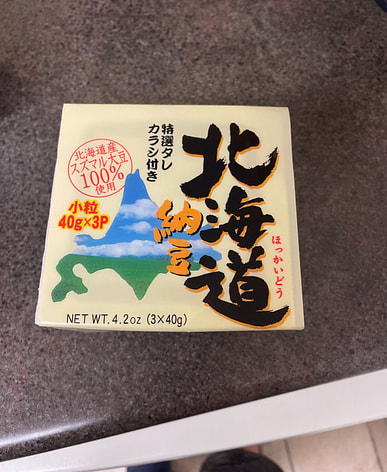 北海道
ほっかいどう
納豆
特選タレ
カラシ付き
北海道産
スズマル大豆
100%
使用
小粒
40g×3P
NET WT. 4.2oz (3×40g)